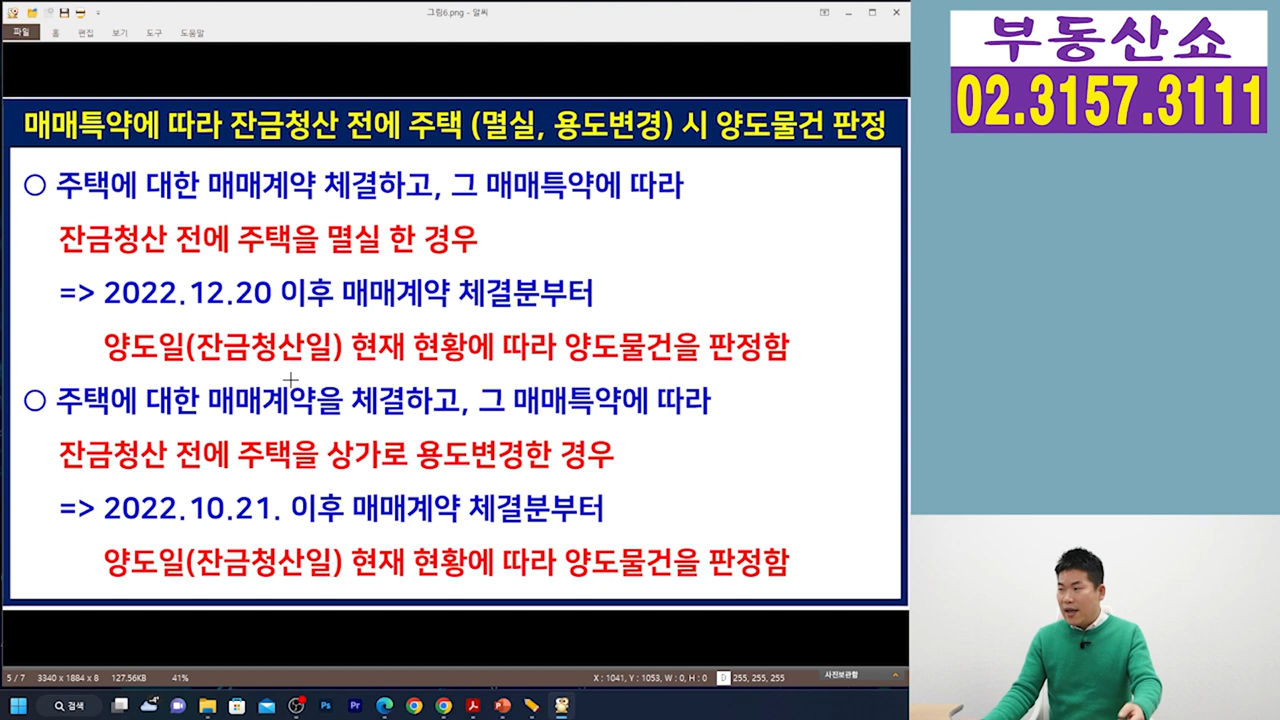 그림6.png - 알씨
파일 홈 편집 보기 도구 도움말
부동산쇼
02.3157.3111
매매특약에 따라 잔금청산 전에 주택 (멸실, 용도변경) 시 양도물건 판정
○ 주택에 대한 매매계약 체결하고, 그 매매특약에 따라
잔금청산 전에 주택을 멸실 한 경우
=> 2022.12.20 이후 매매계약 체결분부터
양도일(잔금청산일) 현재 현황에 따라 양도물건을 판정함
○ 주택에 대한 매매계약을 체결하고, 그 매매특약에 따라
잔금청산 전에 주택을 상가로 용도변경한 경우
=> 2022.10.21. 이후 매매계약 체결분부터
양도일(잔금청산일) 현재 현황에 따라 양도물건을 판정함
5 / 7 3340 x 1884 x 8 127.56KB 41% X : 1041, Y : 1053, W : 0, H : 0 D 255, 255, 255 사진보관함
검색 Ps Pr